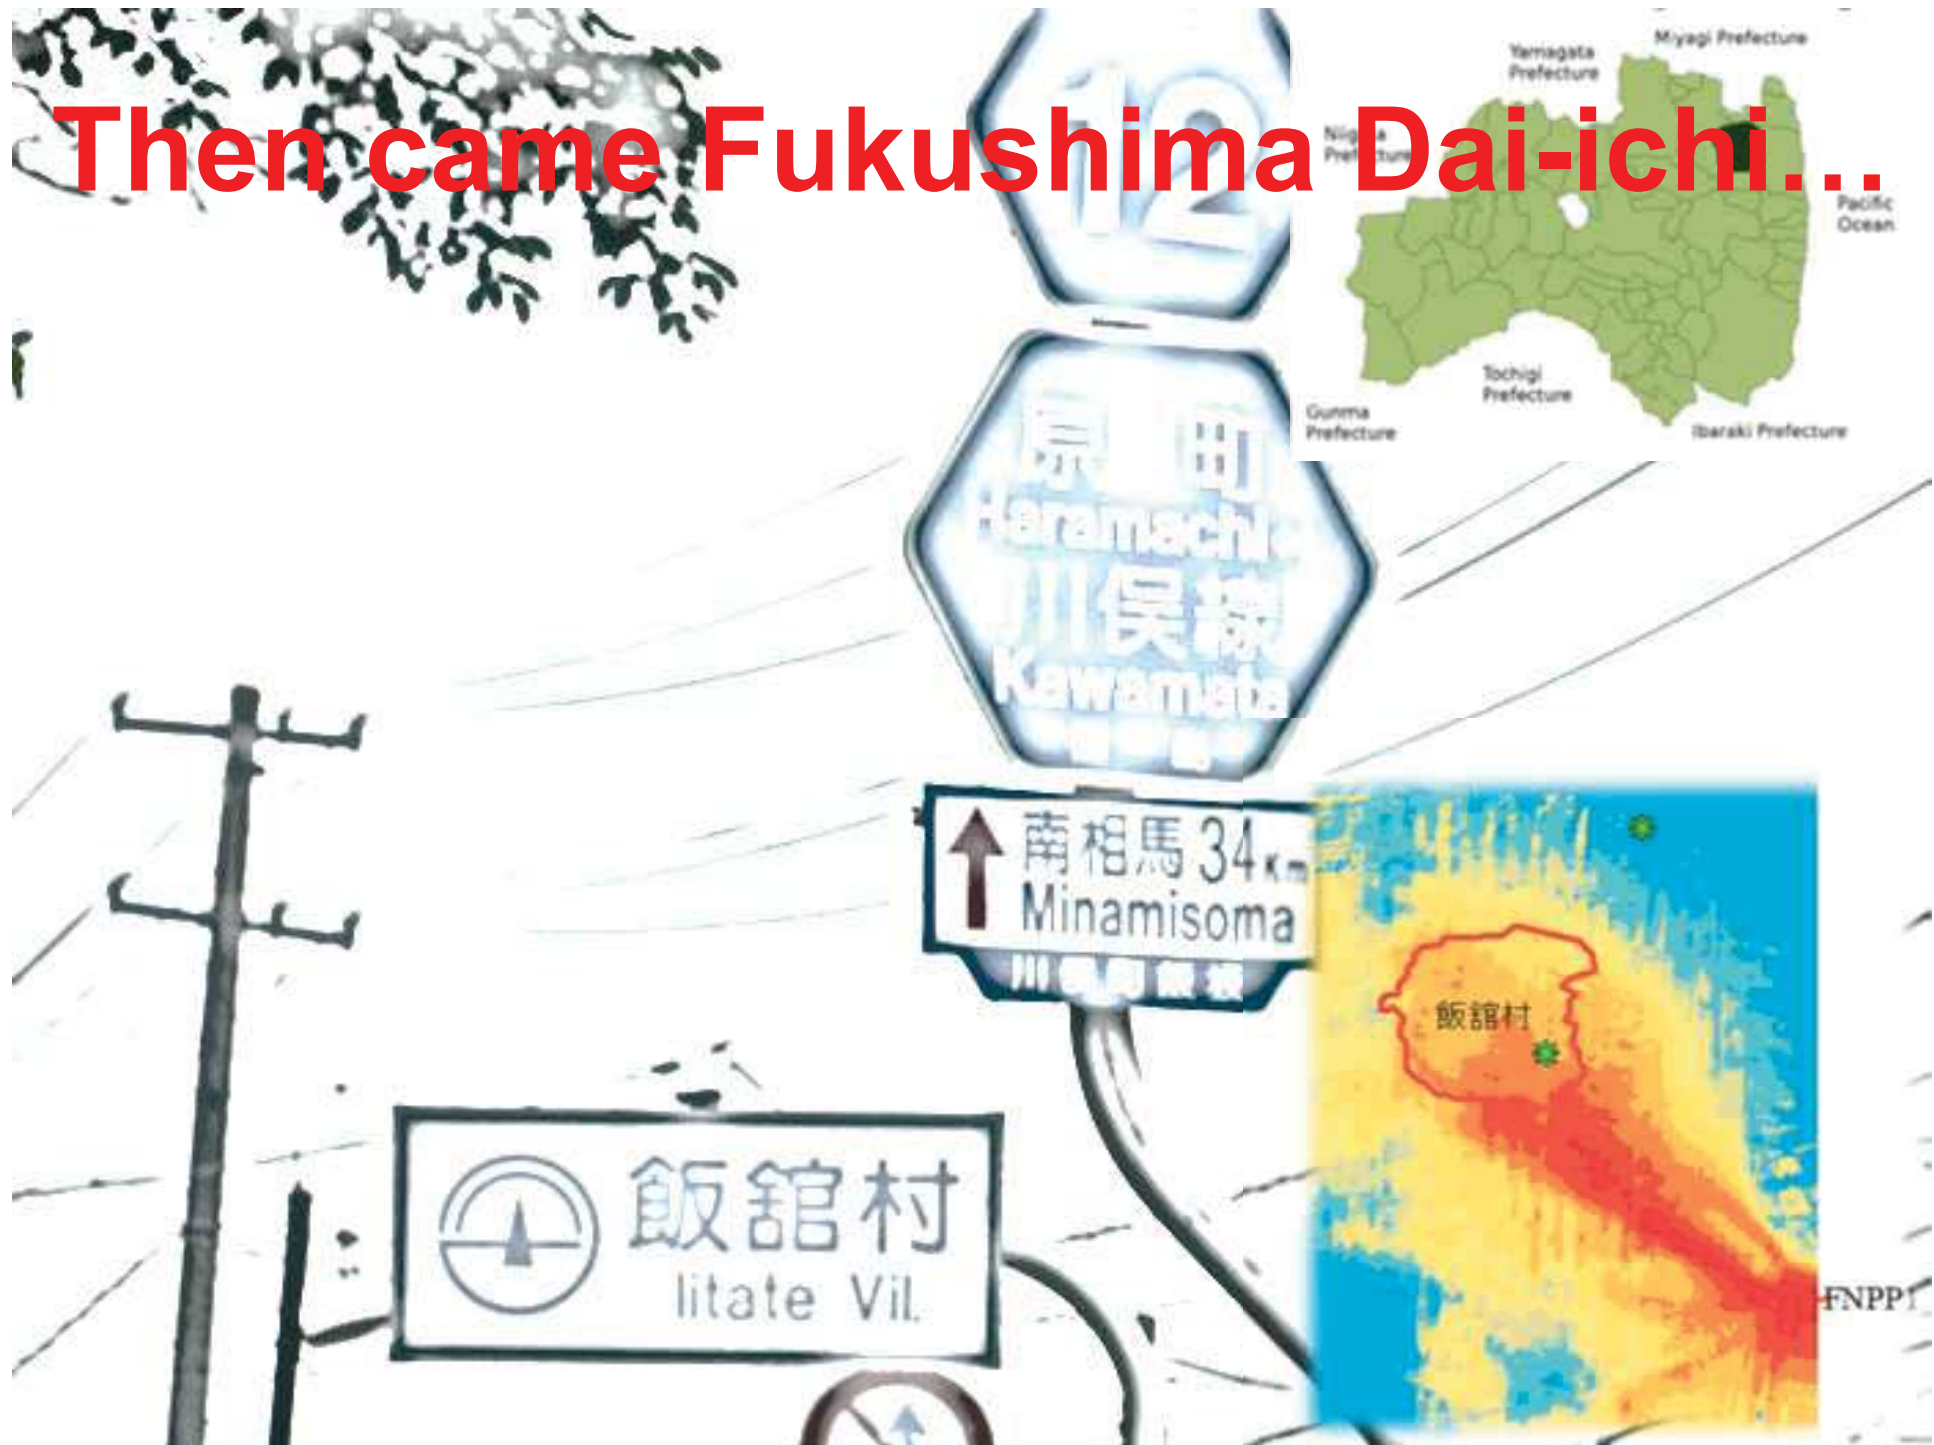 Then came Fukushima Dai-ichi...
12
原 町
Haramachi
川俣線
Kawamata
南相馬 34Km
Minamisoma
飯舘村
Iitate Vil.
Yamagata
Prefecture
Miyagi Prefecture
Niigata
Prefecture
Pacific
Ocean
Tochigi
Prefecture
Gunma
Prefecture
Ibaraki Prefecture
飯舘村
FNPP1